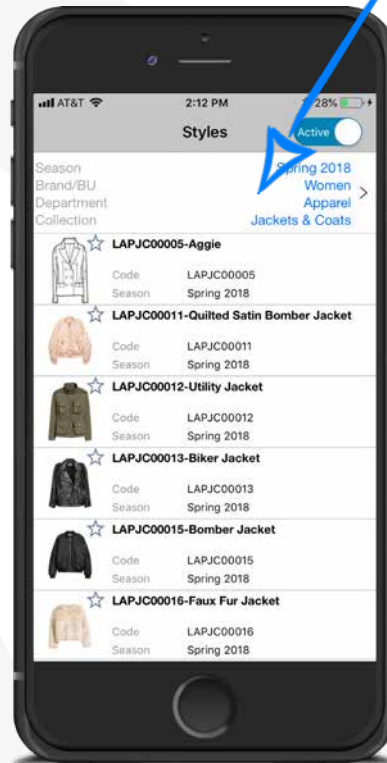 AT&T 2:12 PM 28%
Styles Active
Season Spring 2018
Brand/BU Women
Department Apparel
Collection Jackets & Coats
LAPJC00005-Aggie
Code LAPJC00005
Season Spring 2018
LAPJC00011-Quilted Satin Bomber Jacket
Code LAPJC00011
Season Spring 2018
LAPJC00012-Utility Jacket
Code LAPJC00012
Season Spring 2018
LAPJC00013-Biker Jacket
Code LAPJC00013
Season Spring 2018
LAPJC00015-Bomber Jacket
Code LAPJC00015
Season Spring 2018
LAPJC00016-Faux Fur Jacket
Code LAPJC00016
Season Spring 2018